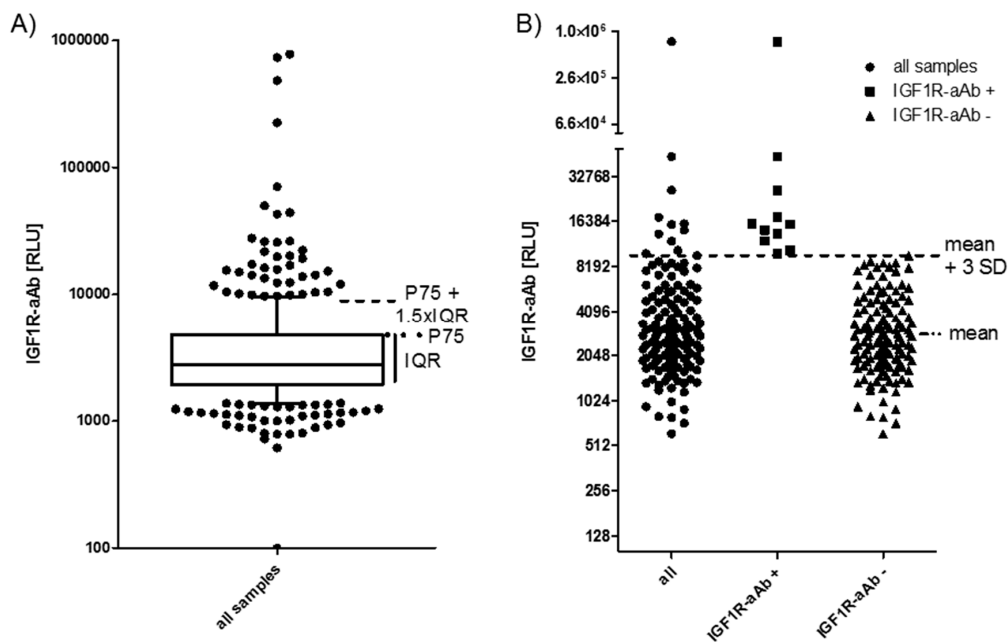 A)
IGF1R-aAb [RLU]
1000000
100000
10000
1000
100
P75 +
1.5xIQR
P75
IQR
all samples
B)
IGF1R-aAb [RLU]
1.0×10⁶
2.6×10⁵
6.6×10⁴
32768
16384
8192
4096
2048
1024
512
256
128
all samples
IGF1R-aAb +
IGF1R-aAb -
mean
+ 3 SD
mean
all
IGF1R-aAb +
IGF1R-aAb -